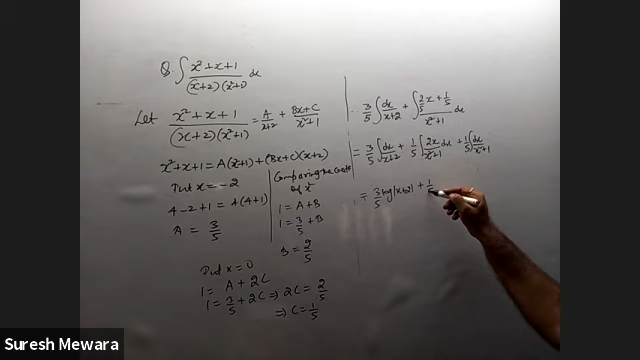 Q. ∫ x²+x+1 / (x+2)(x²+1) dx
Let x²+x+1 / (x+2)(x²+1) = A/x+2 + Bx+C / x²+1
x²+x+1 = A(x²+1) + (Bx+C)(x+2)
Put x = -2
4-2+1 = A(4+1)
A = 3/5
Comparing the coeff
of x²
1 = A+B
1 = 3/5 + B
B = 2/5
Put x=0
1 = A + 2C
1 = 3/5 + 2C ⇒ 2C = 2/5
⇒ C = 1/5
3/5 ∫ dx/x+2 + ∫ 2/5 x + 1/5 / x²+1 dx
= 3/5 ∫ dx/x+2 + 1/5 ∫ 2x/x²+1 dx + 1/5 ∫ dx/x²+1
= 3/5 log|x+2| + 1/5
Suresh Mewara